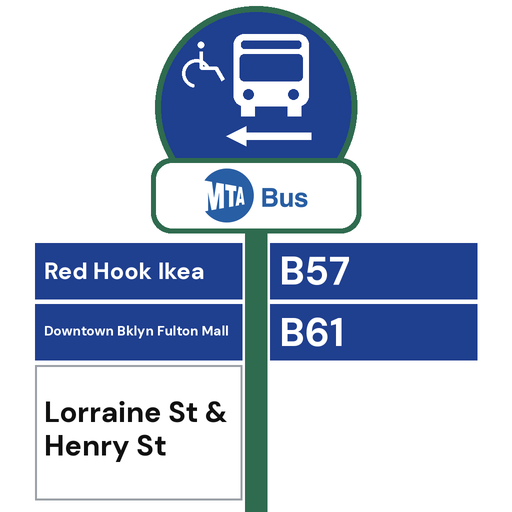 MTA Bus
Red Hook Ikea B57
Downtown Bklyn Fulton Mall B61
Lorraine St &
Henry St